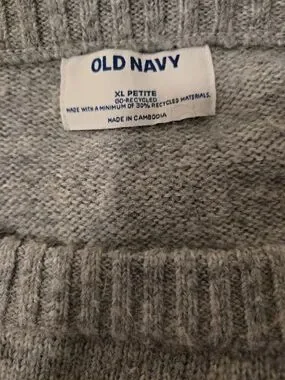 OLD NAVY
XL PETITE
GO-RECYCLED
MADE WITH A MINIMUM OF 30% RECYCLED MATERIALS.
MADE IN CAMBODIA